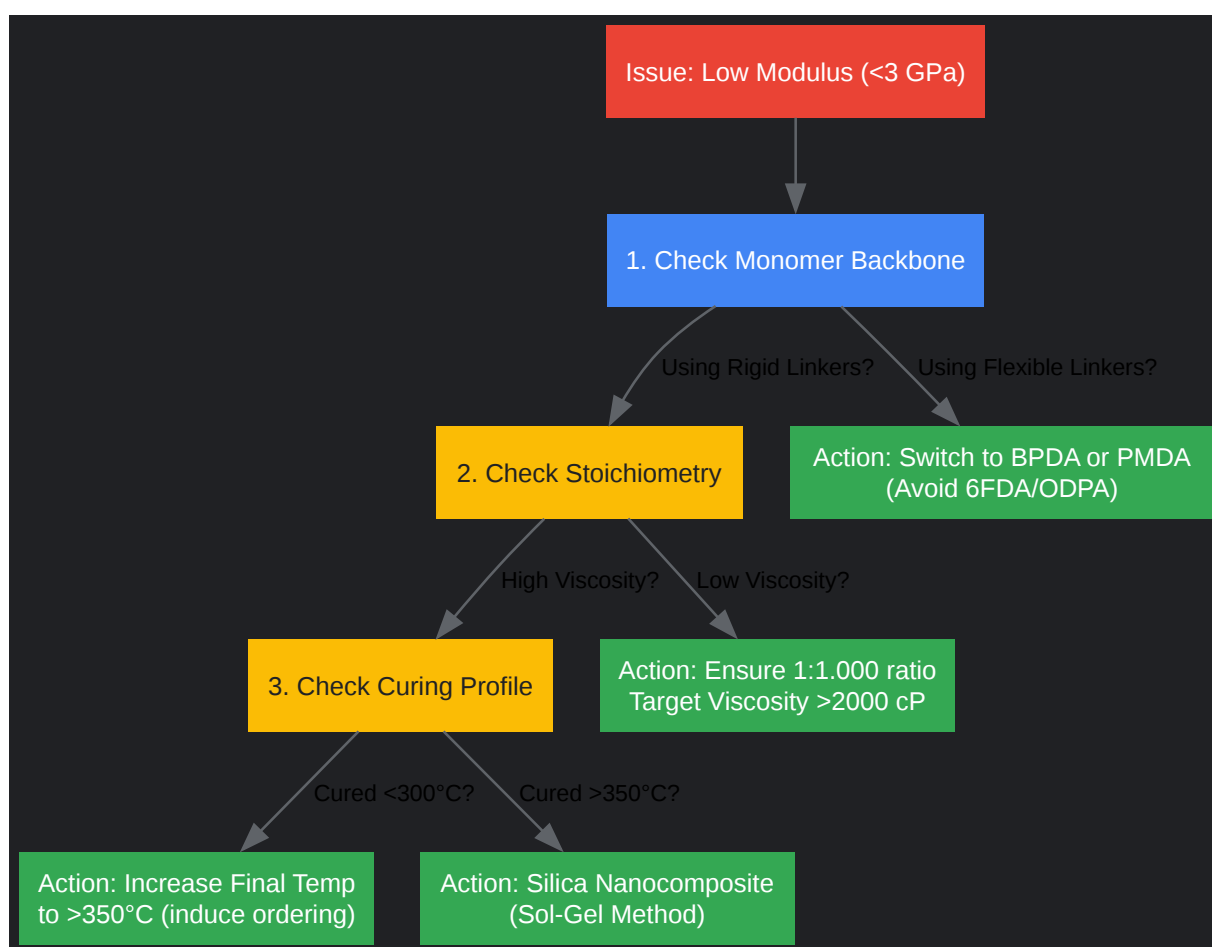 Issue: Low Modulus (<3 GPa)
1. Check Monomer Backbone
Using Rigid Linkers?
Using Flexible Linkers?
2. Check Stoichiometry
Action: Switch to BPDA or PMDA
(Avoid 6FDA/ODPA)
High Viscosity?
Low Viscosity?
3. Check Curing Profile
Action: Ensure 1:1.000 ratio
Target Viscosity >2000 cP
Cured <300°C?
Cured >350°C?
Action: Increase Final Temp
to >350°C (induce ordering)
Action: Silica Nanocomposite
(Sol-Gel Method)